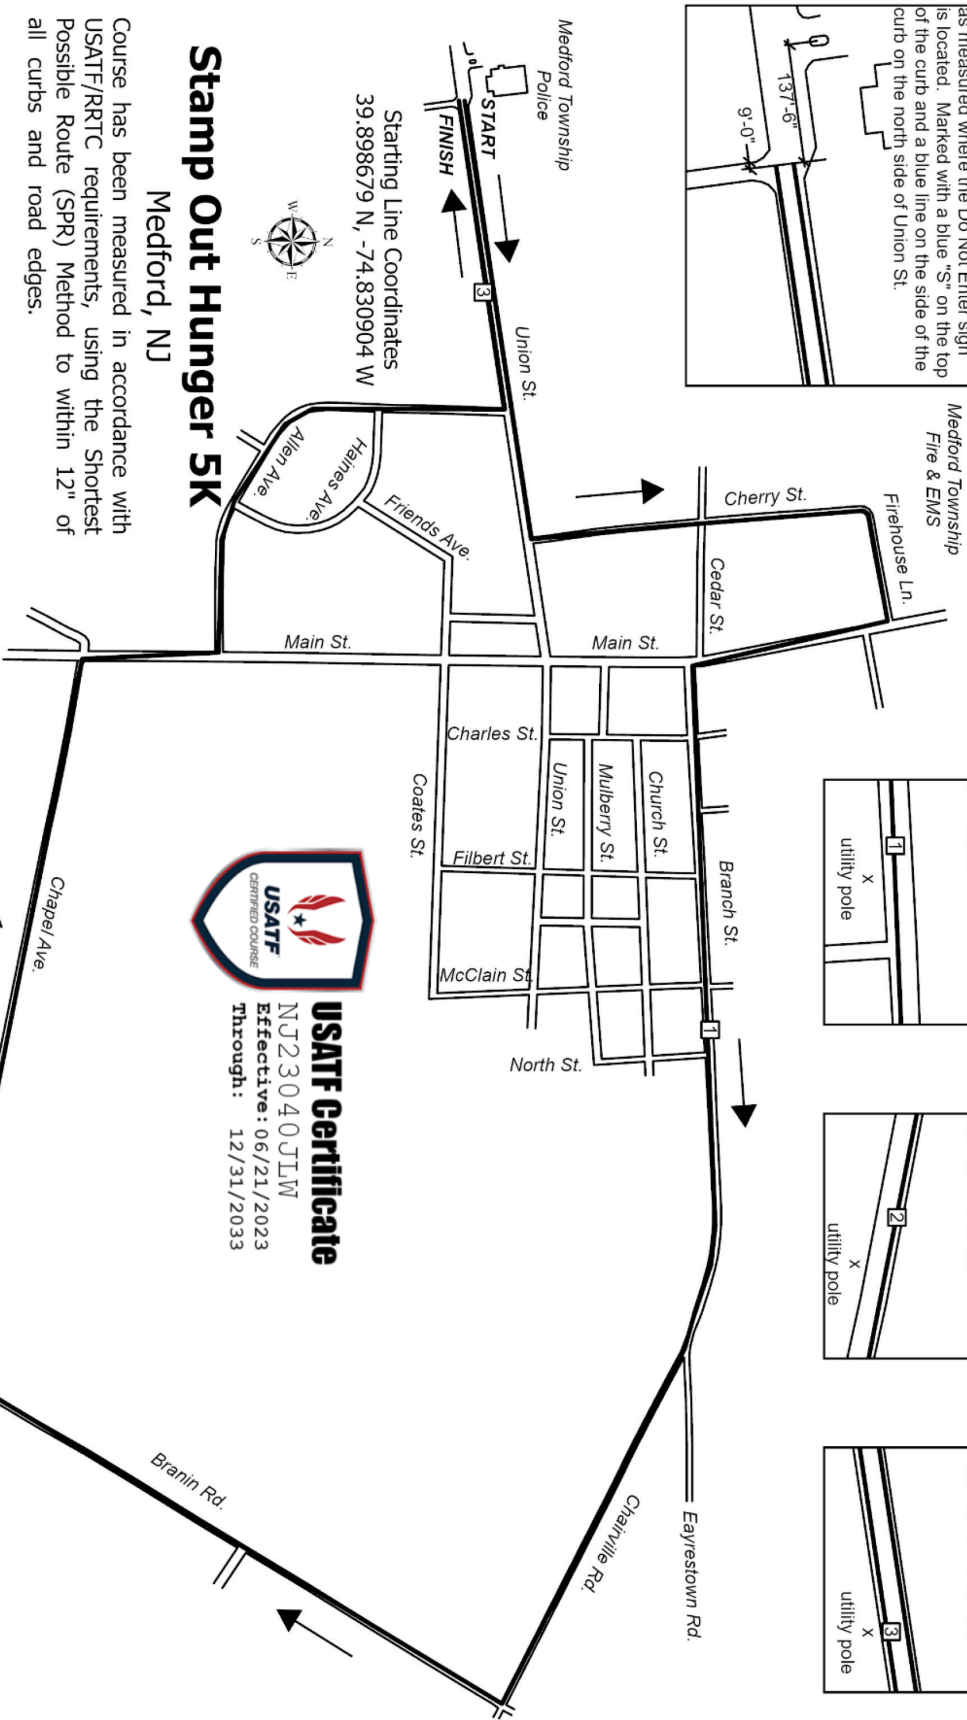 as measured where the Do Not Enter sign
is located. Marked with a blue "S" on the top
of the curb and a blue line on the side of the
curb on the north side of Union St.
137'-6"
9'-0"
Medford Township
Fire & EMS
Medford Township
Police
START
FINISH
3
Starting Line Coordinates
39.898679 N, -74.830904 W
N
W
E
S
Stamp Out Hunger 5K
Medford, NJ
Course has been measured in accordance with
USATF/RRTC requirements, using the Shortest
Possible Route (SPR) Method to within 12" of
all curbs and road edges.
Union St.
Cherry St.
Firehouse Ln.
Cedar St.
Haines Ave.
Allen Ave.
Friends Ave.
Main St.
Main St.
Charles St.
Coates St.
Union St.
Mulberry St.
Church St.
Filbert St.
Branch St.
McClain St.
North St.
1
Chapel Ave.
Branin Rd.
Chairville Rd.
Eayrestown Rd.
1
x
utility pole
2
x
utility pole
3
x
utility pole
USATF
CERTIFIED COURSE
USATF Certificate
NJ23040JLW
Effective: 06/21/2023
Through: 12/31/2033